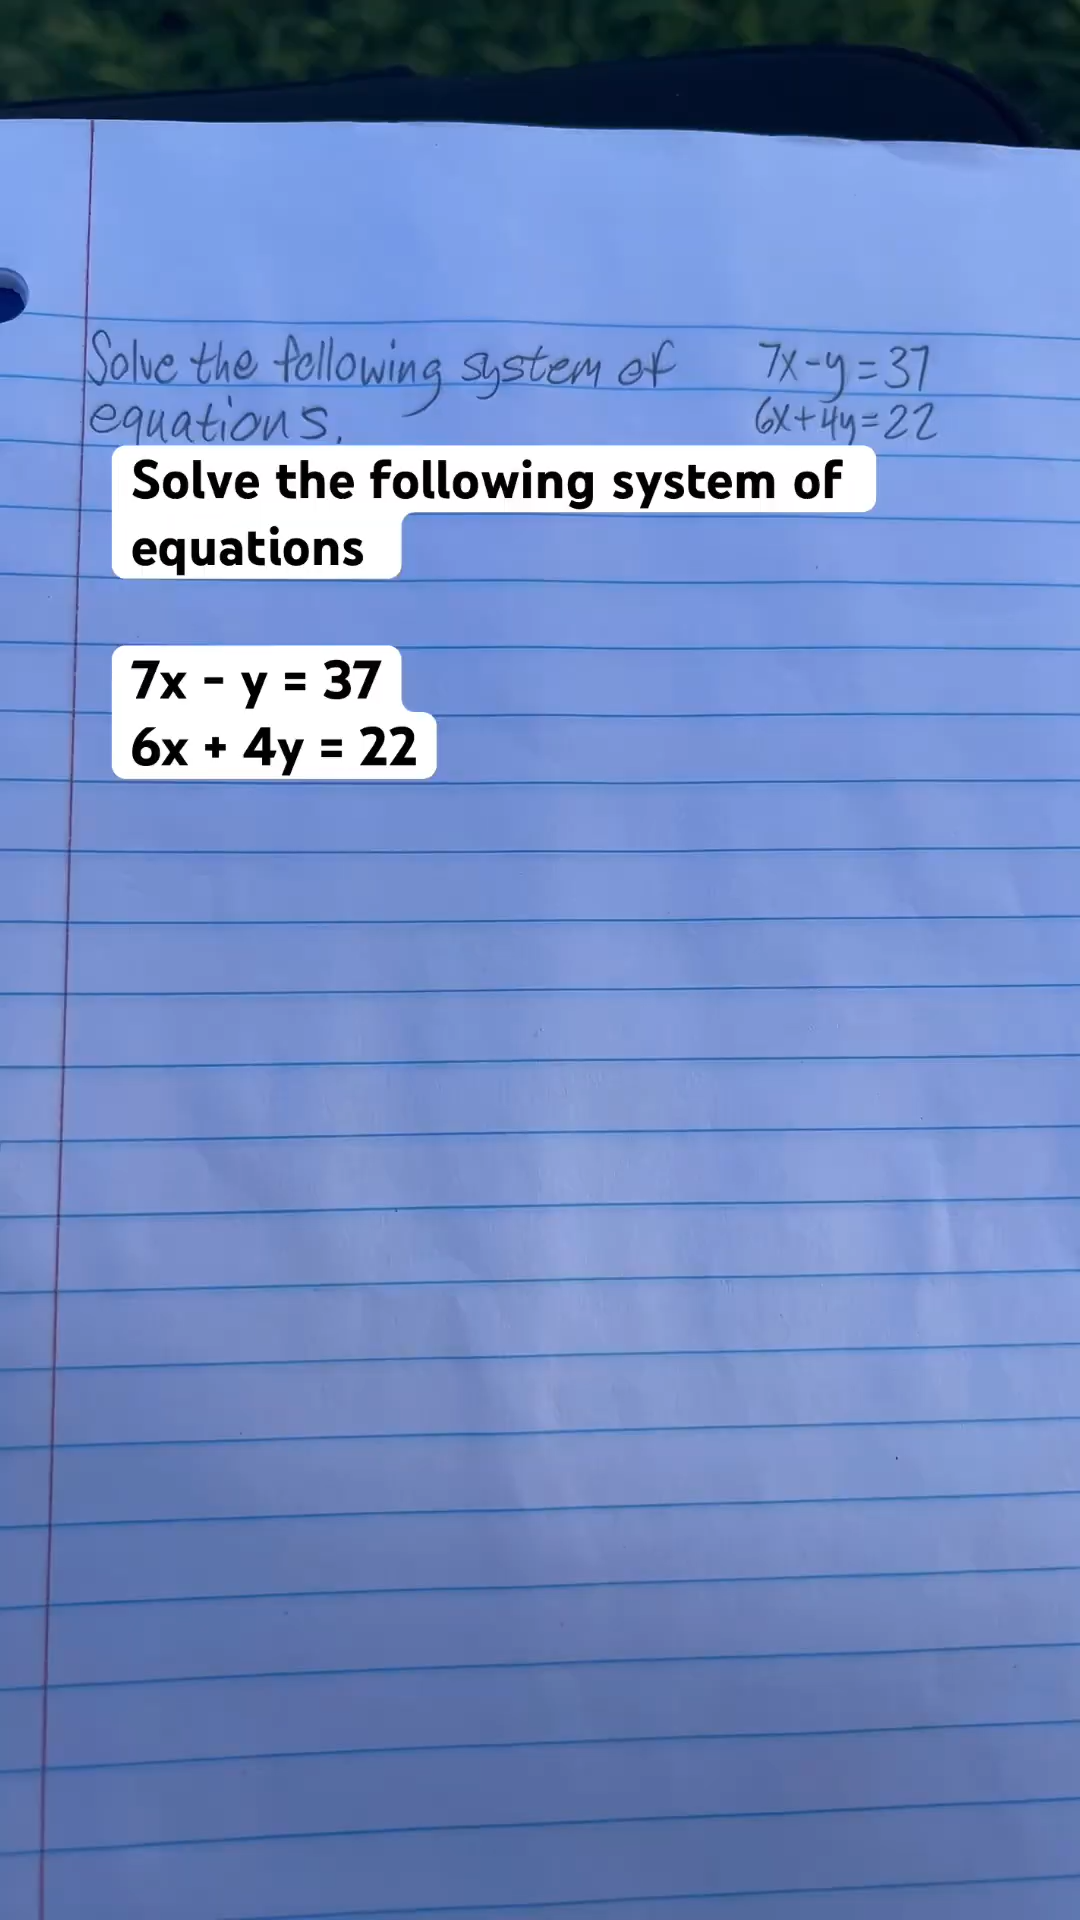 Solve the following system of
equations.
7x-y=37
6x+4y=22
Solve the following system of
equations
7x - y = 37
6x + 4y = 22